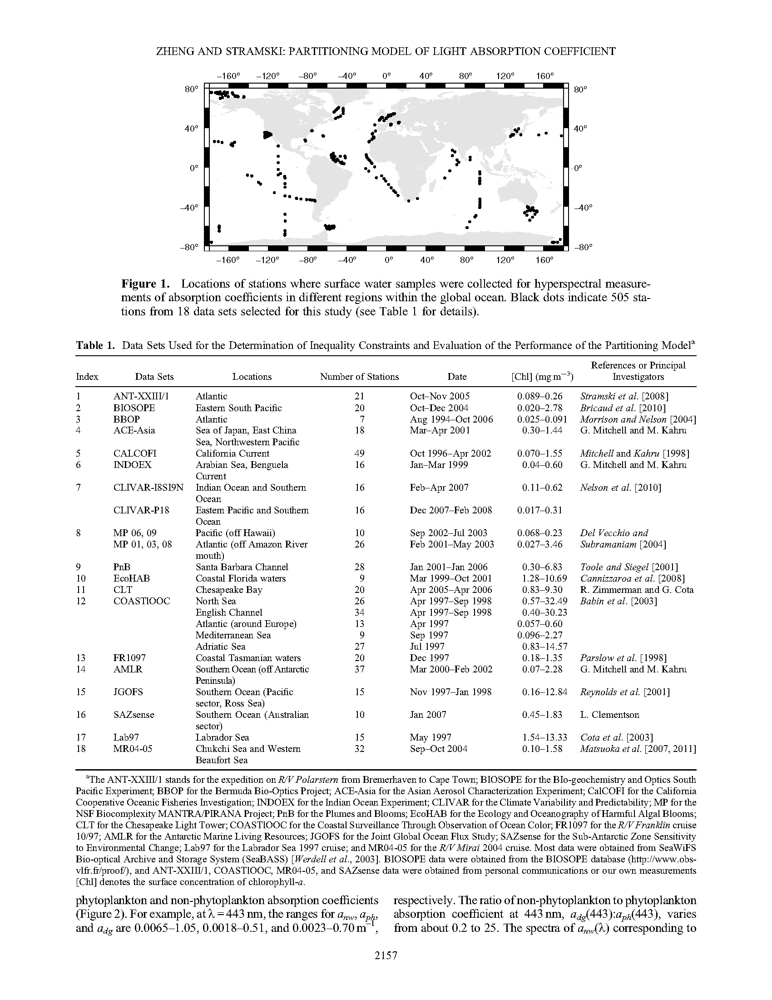 ZHENG AND STRAMSKI: PARTITIONING MODEL OF LIGHT ABSORPTION COEFFICIENT
−160° −120° −80° −40° 0° 40° 80° 120° 160°
80° 80°
40° 40°
0° 0°
−40° −40°
−80° −80°
−160° −120° −80° −40° 0° 40° 80° 120° 160°
Figure 1. Locations of stations where surface water samples were collected for hyperspectral measure-
ments of absorption coefficients in different regions within the global ocean. Black dots indicate 505 sta-
tions from 18 data sets selected for this study (see Table 1 for details).
Table 1. Data Sets Used for the Determination of Inequality Constraints and Evaluation of the Performance of the Partitioning Modelᵃ
References or Principal
Index Data Sets Locations Number of Stations Date [Chl] (mg m⁻³) Investigators
1 ANT-XXIII/1 Atlantic 21 Oct–Nov 2005 0.089–0.26 Stramski et al. [2008]
2 BIOSOPE Eastern South Pacific 20 Oct–Dec 2004 0.020–2.78 Bricaud et al. [2010]
3 BBOP Atlantic 7 Aug 1994–Oct 2006 0.025–0.091 Morrison and Nelson [2004]
4 ACE-Asia Sea of Japan, East China 18 Mar–Apr 2001 0.30–1.44 G. Mitchell and M. Kahru
Sea, Northwestern Pacific
5 CALCOFI California Current 49 Oct 1996–Apr 2002 0.070–1.55 Mitchell and Kahru [1998]
6 INDOEX Arabian Sea, Benguela 16 Jan–Mar 1999 0.04–0.60 G. Mitchell and M. Kahru
Current
7 CLIVAR-I8SI9N Indian Ocean and Southern 16 Feb–Apr 2007 0.11–0.62 Nelson et al. [2010]
Ocean
CLIVAR-P18 Eastern Pacific and Southern 16 Dec 2007–Feb 2008 0.017–0.31
Ocean
8 MP 06, 09 Pacific (off Hawaii) 10 Sep 2002–Jul 2003 0.068–0.23 Del Vecchio and
MP 01, 03, 08 Atlantic (off Amazon River 26 Feb 2001–May 2003 0.027–3.46 Subramaniam [2004]
mouth)
9 PnB Santa Barbara Channel 28 Jan 2001–Jan 2006 0.30–6.83 Toole and Siegel [2001]
10 EcoHAB Coastal Florida waters 9 Mar 1999–Oct 2001 1.28–10.69 Cannizzaroa et al. [2008]
11 CLT Chesapeake Bay 20 Apr 2005–Apr 2006 0.83–9.30 R. Zimmerman and G. Cota
12 COASTlOOC North Sea 26 Apr 1997–Sep 1998 0.57–32.49 Babin et al. [2003]
English Channel 34 Apr 1997–Sep 1998 0.40–30.23
Atlantic (around Europe) 13 Apr 1997 0.057–0.60
Mediterranean Sea 9 Sep 1997 0.096–2.27
Adriatic Sea 27 Jul 1997 0.83–14.57
13 FR1097 Coastal Tasmanian waters 20 Dec 1997 0.18–1.35 Parslow et al. [1998]
14 AMLR Southern Ocean (off Antarctic 37 Mar 2000–Feb 2002 0.07–2.28 G. Mitchell and M. Kahru
Peninsula)
15 JGOFS Southern Ocean (Pacific 15 Nov 1997–Jan 1998 0.16–12.84 Reynolds et al. [2001]
sector, Ross Sea)
16 SAZsense Southern Ocean (Australian 10 Jan 2007 0.45–1.83 L. Clementson
sector)
17 Lab97 Labrador Sea 15 May 1997 1.54–13.33 Cota et al. [2003]
18 MR04-05 Chukchi Sea and Western 32 Sep–Oct 2004 0.10–1.58 Matsuoka et al. [2007, 2011]
Beaufort Sea
ᵃThe ANT-XXIII/1 stands for the expedition on R/V Polarstern from Bremerhaven to Cape Town; BIOSOPE for the BIo-geochemistry and Optics South
Pacific Experiment; BBOP for the Bermuda Bio-Optics Project; ACE-Asia for the Asian Aerosol Characterization Experiment; CalCOFI for the California
Cooperative Oceanic Fisheries Investigation; INDOEX for the Indian Ocean Experiment; CLIVAR for the Climate Variability and Predictability; MP for the
NSF Biocomplexity MANTRA/PIRANA Project; PnB for the Plumes and Blooms; EcoHAB for the Ecology and Oceanography of Harmful Algal Blooms;
CLT for the Chesapeake Light Tower; COASTlOOC for the Coastal Surveillance Through Observation of Ocean Color; FR1097 for the R/V Franklin cruise
10/97; AMLR for the Antarctic Marine Living Resources; JGOFS for the Joint Global Ocean Flux Study; SAZsense for the Sub-Antarctic Zone Sensitivity
to Environmental Change; Lab97 for the Labrador Sea 1997 cruise; and MR04-05 for the R/V Mirai 2004 cruise. Most data were obtained from SeaWiFS
Bio-optical Archive and Storage System (SeaBASS) [Werdell et al., 2003]. BIOSOPE data were obtained from the BIOSOPE database (http://www.obs-
vlfr.fr/proof/), and ANT-XXIII/1, COASTlOOC, MR04-05, and SAZsense data were obtained from personal communications or our own measurements
[Chl] denotes the surface concentration of chlorophyll-a.
phytoplankton and non-phytoplankton absorption coefficients
(Figure 2). For example, at λ = 443 nm, the ranges for a_nw, a_ph,
and a_dg are 0.0065–1.05, 0.0018–0.51, and 0.0023–0.70 m⁻¹,
respectively. The ratio of non-phytoplankton to phytoplankton
absorption coefficient at 443 nm, a_dg(443):a_ph(443), varies
from about 0.2 to 25. The spectra of a_nw(λ) corresponding to
2157